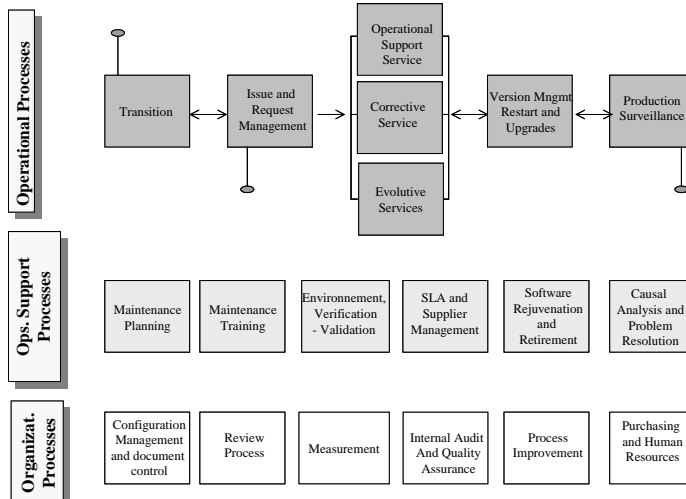 Operational Processes
Transition
Issue and
Request
Management
Operational
Support
Service
Corrective
Service
Evolutive
Services
Version Mngmt
Restart and
Upgrades
Production
Surveillance
Ops. Support
Processes
Maintenance
Planning
Maintenance
Training
Environnement,
Verification
- Validation
SLA and
Supplier
Management
Software
Rejuvenation
and
Retirement
Causal
Analysis and
Problem
Resolution
Organizat.
Processes
Configuration
Management
and document
control
Review
Process
Measurement
Internal Audit
And Quality
Assurance
Process
Improvement
Purchasing
and Human
Resources